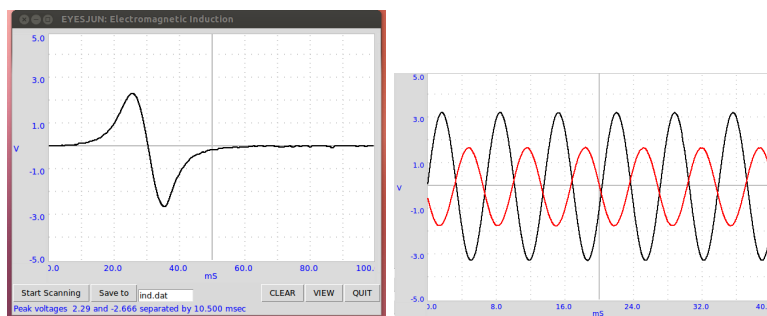 EYESJUN: Electromagnetic Induction
5.0
3.0
1.0
V
-1.0
-3.0
-5.0
0.0 20.0 40.0 60.0 80.0 100.
mS
Start Scanning Save to ind.dat CLEAR VIEW QUIT
Peak voltages 2.29 and -2.666 separated by 10.500 msec
5.0
3.0
1.0
V
-1.0
-3.0
-5.0
8.0 16.0 24.0 32.0 40.
mS